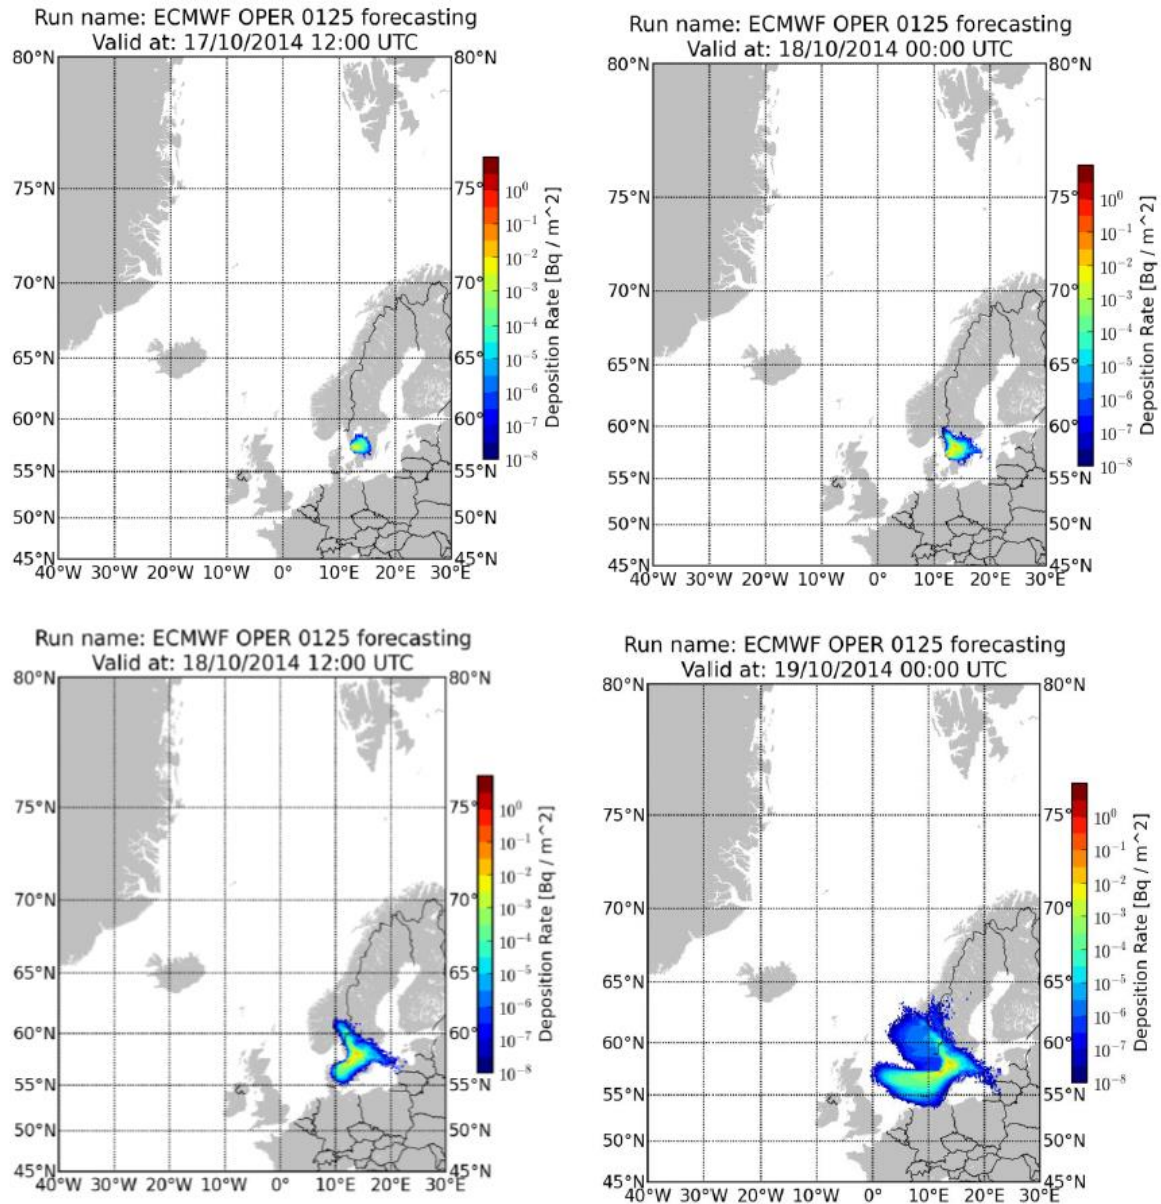 Run name: ECMWF OPER 0125 forecasting
Valid at: 17/10/2014 12:00 UTC
80°N
80°N
75°N
75°
70°N
70°N
65°N
65°
60°N
60°
55°N
55°N
50°N
50°N
45°N
45°N
40°W 30°W 20°W 10°W 0° 10°E 20°E 30°E
10^0
10^-1
10^-2
10^-3
10^-4
10^-5
10^-6
10^-7
10^-8
Deposition Rate [Bq / m^2]
Run name: ECMWF OPER 0125 forecasting
Valid at: 18/10/2014 00:00 UTC
80°N
80°N
75°N
75°
70°N
70°N
65°N
65°
60°N
60°
55°N
55°N
50°N
50°N
45°N
45°N
40°W 30°W 20°W 10°W 0° 10°E 20°E 30°E
10^0
10^-1
10^-2
10^-3
10^-4
10^-5
10^-6
10^-7
10^-8
Deposition Rate [Bq / m^2]
Run name: ECMWF OPER 0125 forecasting
Valid at: 18/10/2014 12:00 UTC
80°N
80°N
75°N
75°
70°N
70°N
65°N
65°
60°N
60°
55°N
55°N
50°N
50°N
45°N
45°N
40°W 30°W 20°W 10°W 0° 10°E 20°E 30°E
10^0
10^-1
10^-2
10^-3
10^-4
10^-5
10^-6
10^-7
10^-8
Deposition Rate [Bq / m^2]
Run name: ECMWF OPER 0125 forecasting
Valid at: 19/10/2014 00:00 UTC
80°N
80°N
75°N
75°
70°N
70°N
65°N
65°
60°N
60°
55°N
55°N
50°N
50°N
45°N
45°N
40°W 30°W 20°W 10°W 0° 10°E 20°E 30°E
10^0
10^-1
10^-2
10^-3
10^-4
10^-5
10^-6
10^-7
10^-8
Deposition Rate [Bq / m^2]